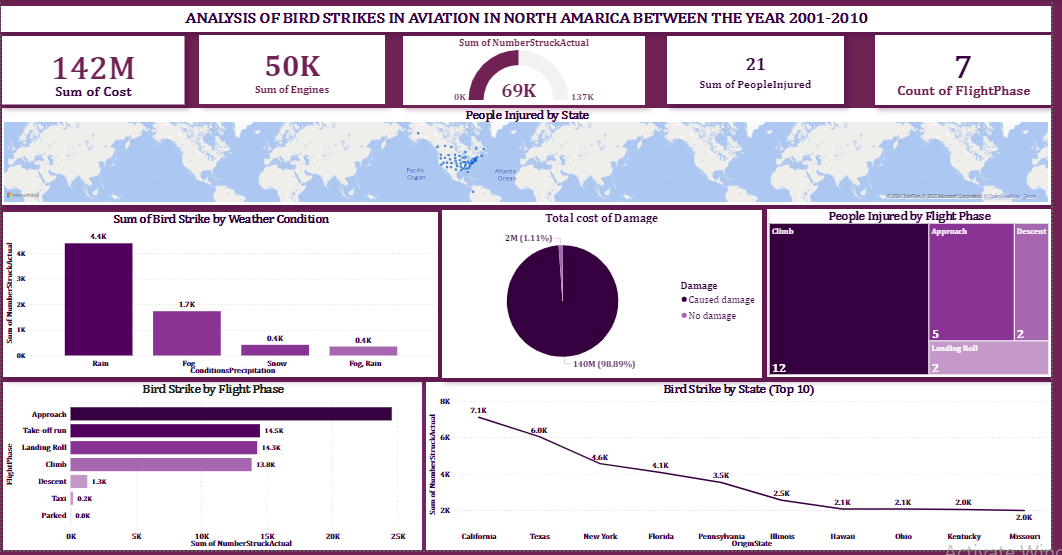 ANALYSIS OF BIRD STRIKES IN AVIATION IN NORTH AMARICA BETWEEN THE YEAR 2001-2010
142M
Sum of Cost
50K
Sum of Engines
Sum of NumberStruckActual
0K
69K
137K
21
Sum of PeopleInjured
7
Count of FlightPhase
People Injured by State
Pacific
Ocean
Atlantic
Ocean
Microsoft Bing
© 2024 TomTom, © 2025 Microsoft Corporation, © OpenStreetMap Terms
Sum of Bird Strike by Weather Condition
Sum of NumberStruckActual
4K
3K
2K
1K
0K
4.4K
1.7K
0.4K
0.4K
Rain
Fog
Snow
Fog, Rain
ConditionsPrecipitation
Total cost of Damage
2M (1.11%)
140M (98.89%)
Damage
Caused damage
No damage
People Injured by Flight Phase
Climb
12
Approach
5
Descent
2
Landing Roll
2
Bird Strike by Flight Phase
FlightPhase
Approach
Take-off run
14.5K
Landing Roll
14.3K
Climb
13.8K
Descent
1.3K
Taxi
0.2K
Parked
0.0K
0K
5K
10K
15K
20K
25K
Sum of NumberStruckActual
Bird Strike by State (Top 10)
Sum of NumberStruckActual
8K
6K
4K
2K
7.1K
6.0K
4.6K
4.1K
3.5K
2.5K
2.1K
2.1K
2.0K
2.0K
California
Texas
New York
Florida
Pennsylvania
Illinois
Hawaii
Ohio
Kentucky
Missouri
OriginState